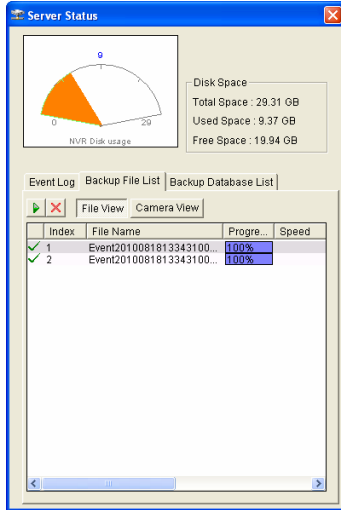 Server Status
9
0
29
NVR Disk usage
Disk Space
Total Space : 29.31 GB
Used Space : 9.37 GB
Free Space : 19.94 GB
Event Log Backup File List Backup Database List
File View Camera View
Index File Name Progre... Speed
1 Event2010081813343100... 100%
2 Event2010081813343100... 100%